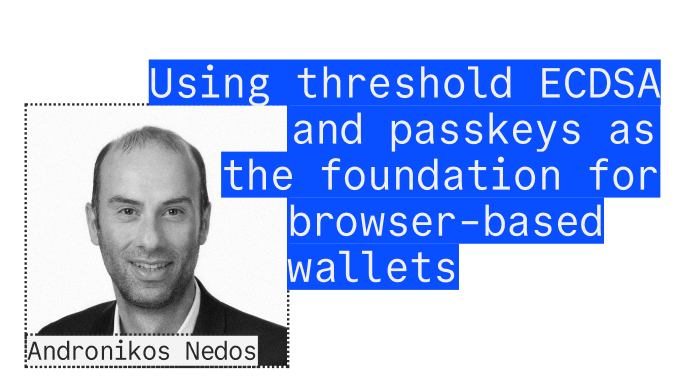 Using threshold ECDSA
and passkeys as
the foundation for
browser-based
wallets
Andronikos Nedos